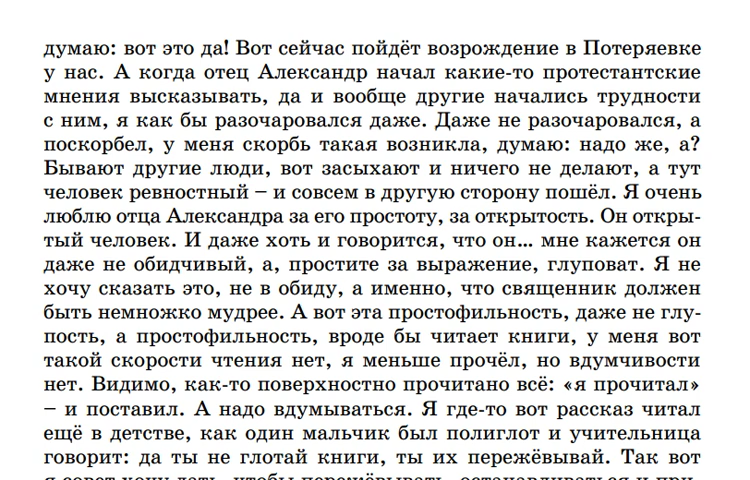 думаю: вот это да! Вот сейчас пойдёт возрождение в Потеряевке
у нас. А когда отец Александр начал какие-то протестантские
мнения высказывать, да и вообще другие начались трудности
с ним, я как бы разочаровался даже. Даже не разочаровался, а
поскорбел, у меня скорбь такая возникла, думаю: надо же, а?
Бывают другие люди, вот засыхают и ничего не делают, а тут
человек ревностный – и совсем в другую сторону пошёл. Я очень
люблю отца Александра за его простоту, за открытость. Он откры-
тый человек. И даже хоть и говорится, что он... мне кажется он
даже не обидчивый, а, простите за выражение, глуповат. Я не
хочу сказать это, не в обиду, а именно, что священник должен
быть немножко мудрее. А вот эта простофильность, даже не глу-
пость, а простофильность, вроде бы читает книги, у меня вот
такой скорости чтения нет, я меньше прочёл, но вдумчивости
нет. Видимо, как-то поверхностно прочитано всё: «я прочитал»
– и поставил. А надо вдумываться. Я где-то вот рассказ читал
ещё в детстве, как один мальчик был полиглот и учительница
говорит: да ты не глотай книги, ты их пережёвывай. Так вот